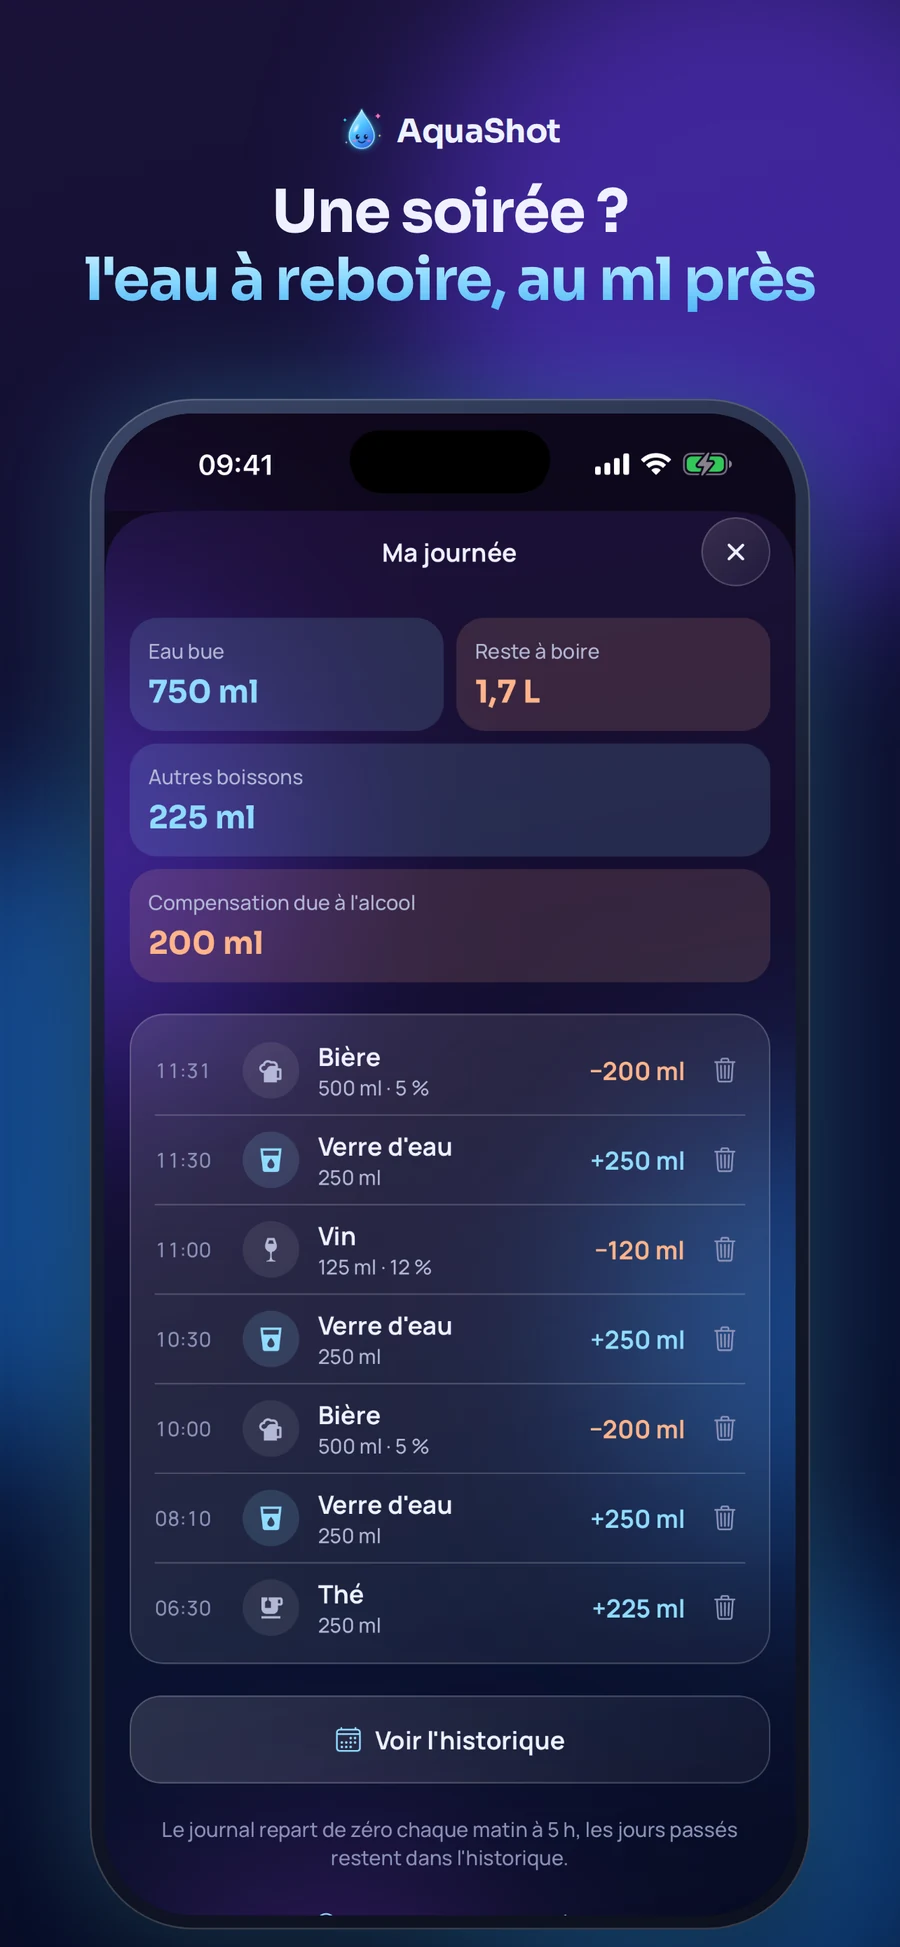 AquaShot
Une soirée ?
l'eau à reboire, au ml près
09:41
Ma journée
Eau bue
750 ml
Reste à boire
1,7 L
Autres boissons
225 ml
Compensation due à l'alcool
200 ml
11:31
Bière
500 ml · 5 %
−200 ml
11:30
Verre d'eau
250 ml
+250 ml
11:00
Vin
125 ml · 12 %
−120 ml
10:30
Verre d'eau
250 ml
+250 ml
10:00
Bière
500 ml · 5 %
−200 ml
08:10
Verre d'eau
250 ml
+250 ml
06:30
Thé
250 ml
+225 ml
Voir l'historique
Le journal repart de zéro chaque matin à 5 h, les jours passés
restent dans l'historique.